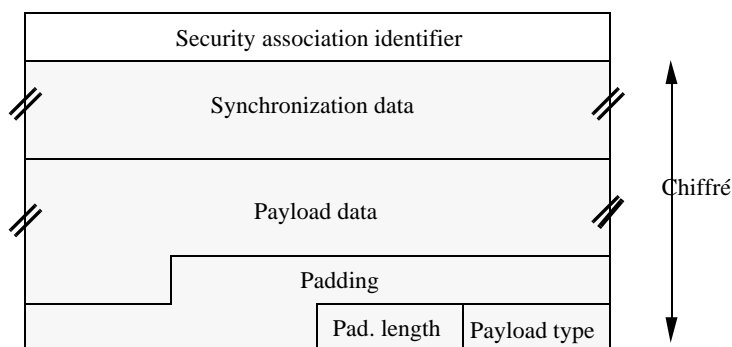 Security association identifier
Synchronization data
Payload data
Chiffré
Padding
Pad. length
Payload type